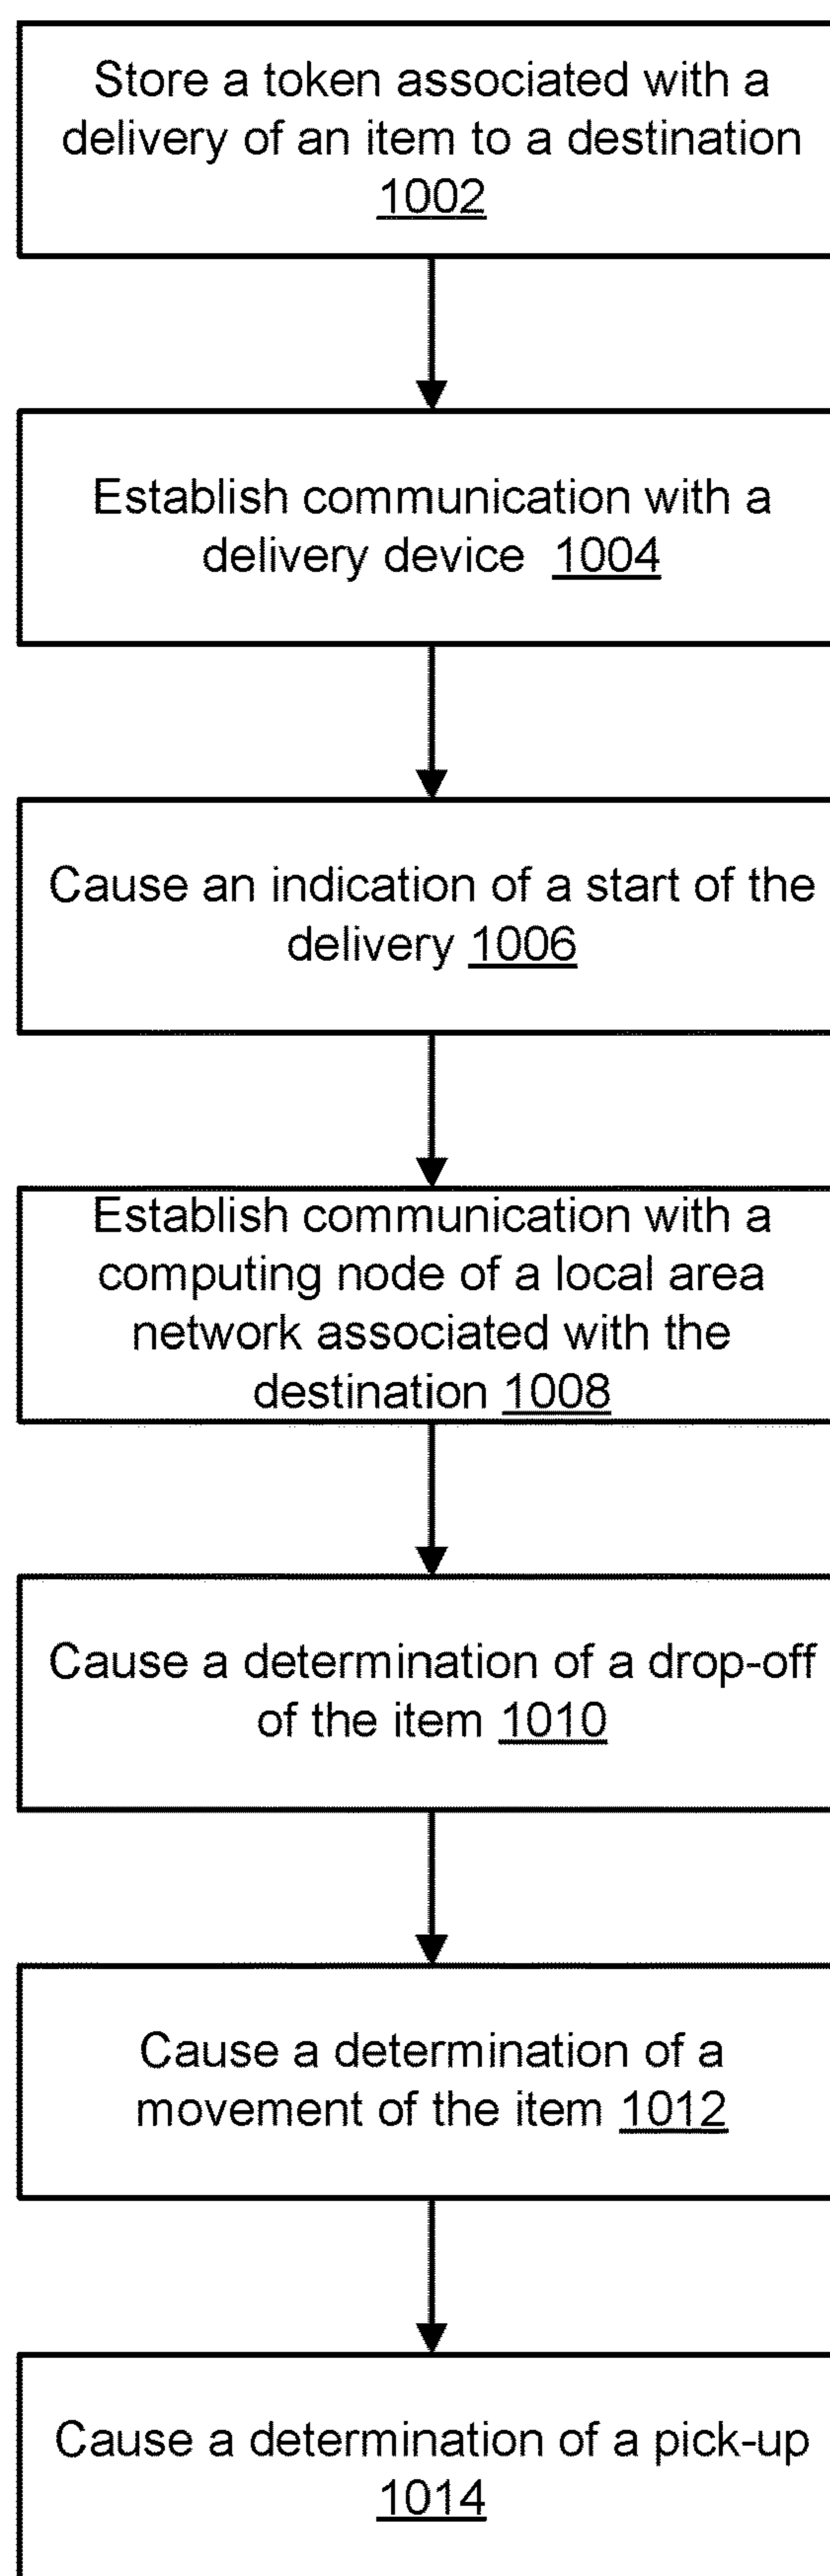 Store a token associated with a
delivery of an item to a destination
1002
Establish communication with a
delivery device 1004
Cause an indication of a start of the
delivery 1006
Establish communication with a
computing node of a local area
network associated with the
destination 1008
Cause a determination of a drop-off
of the item 1010
Cause a determination of a
movement of the item 1012
Cause a determination of a pick-up
1014